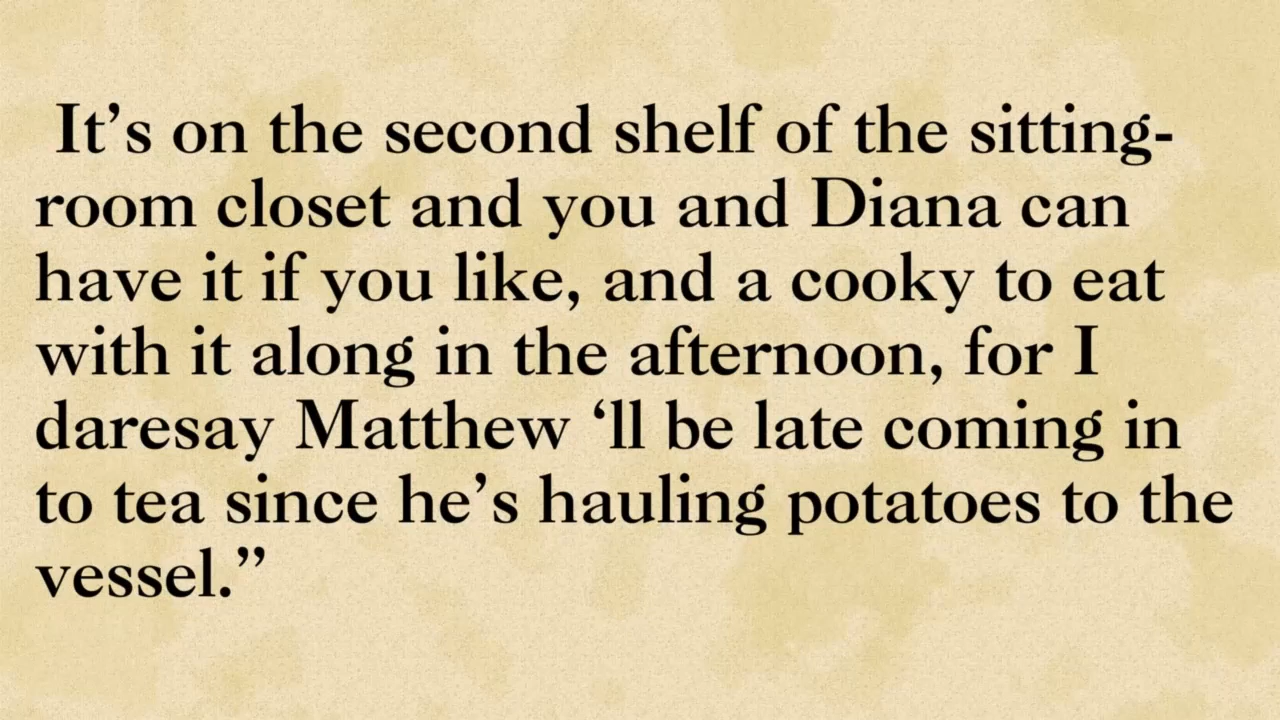 It’s on the second shelf of the sitting-
room closet and you and Diana can
have it if you like, and a cooky to eat
with it along in the afternoon, for I
daresay Matthew ‘ll be late coming in
to tea since he’s hauling potatoes to the
vessel.”